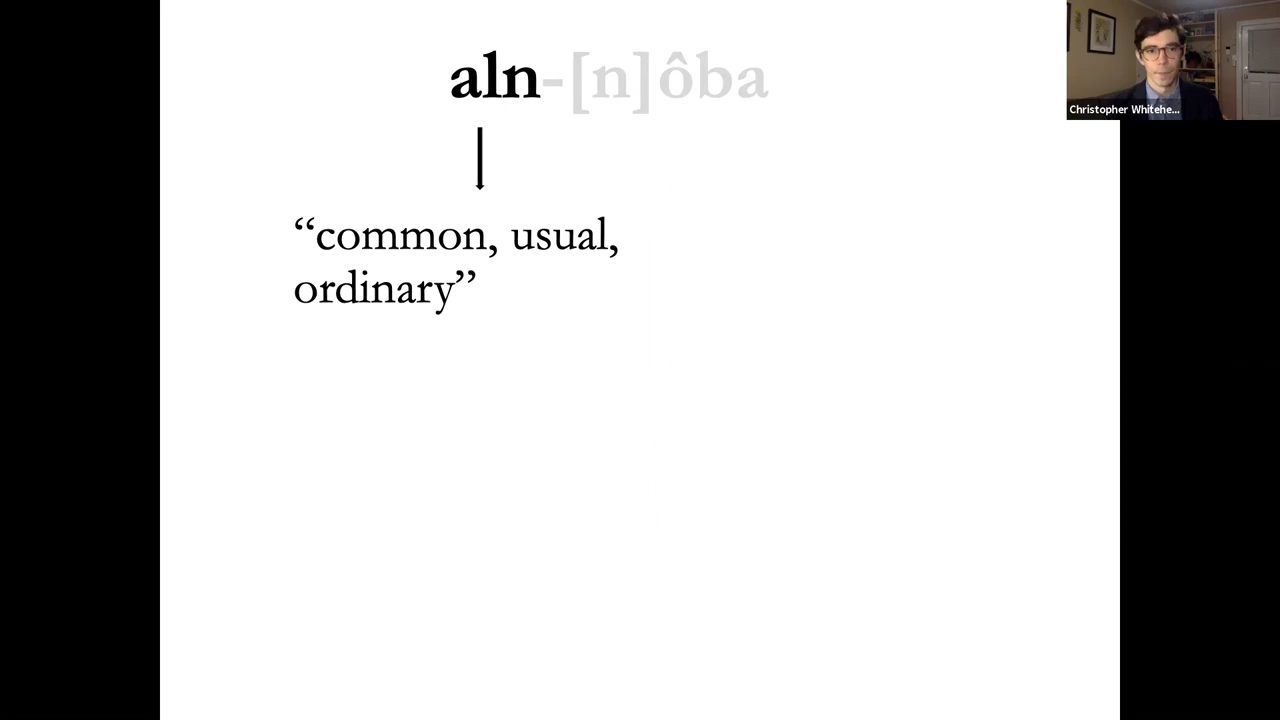 aln-[n]ôba
“common, usual,
ordinary”
Christopher Whitehe...